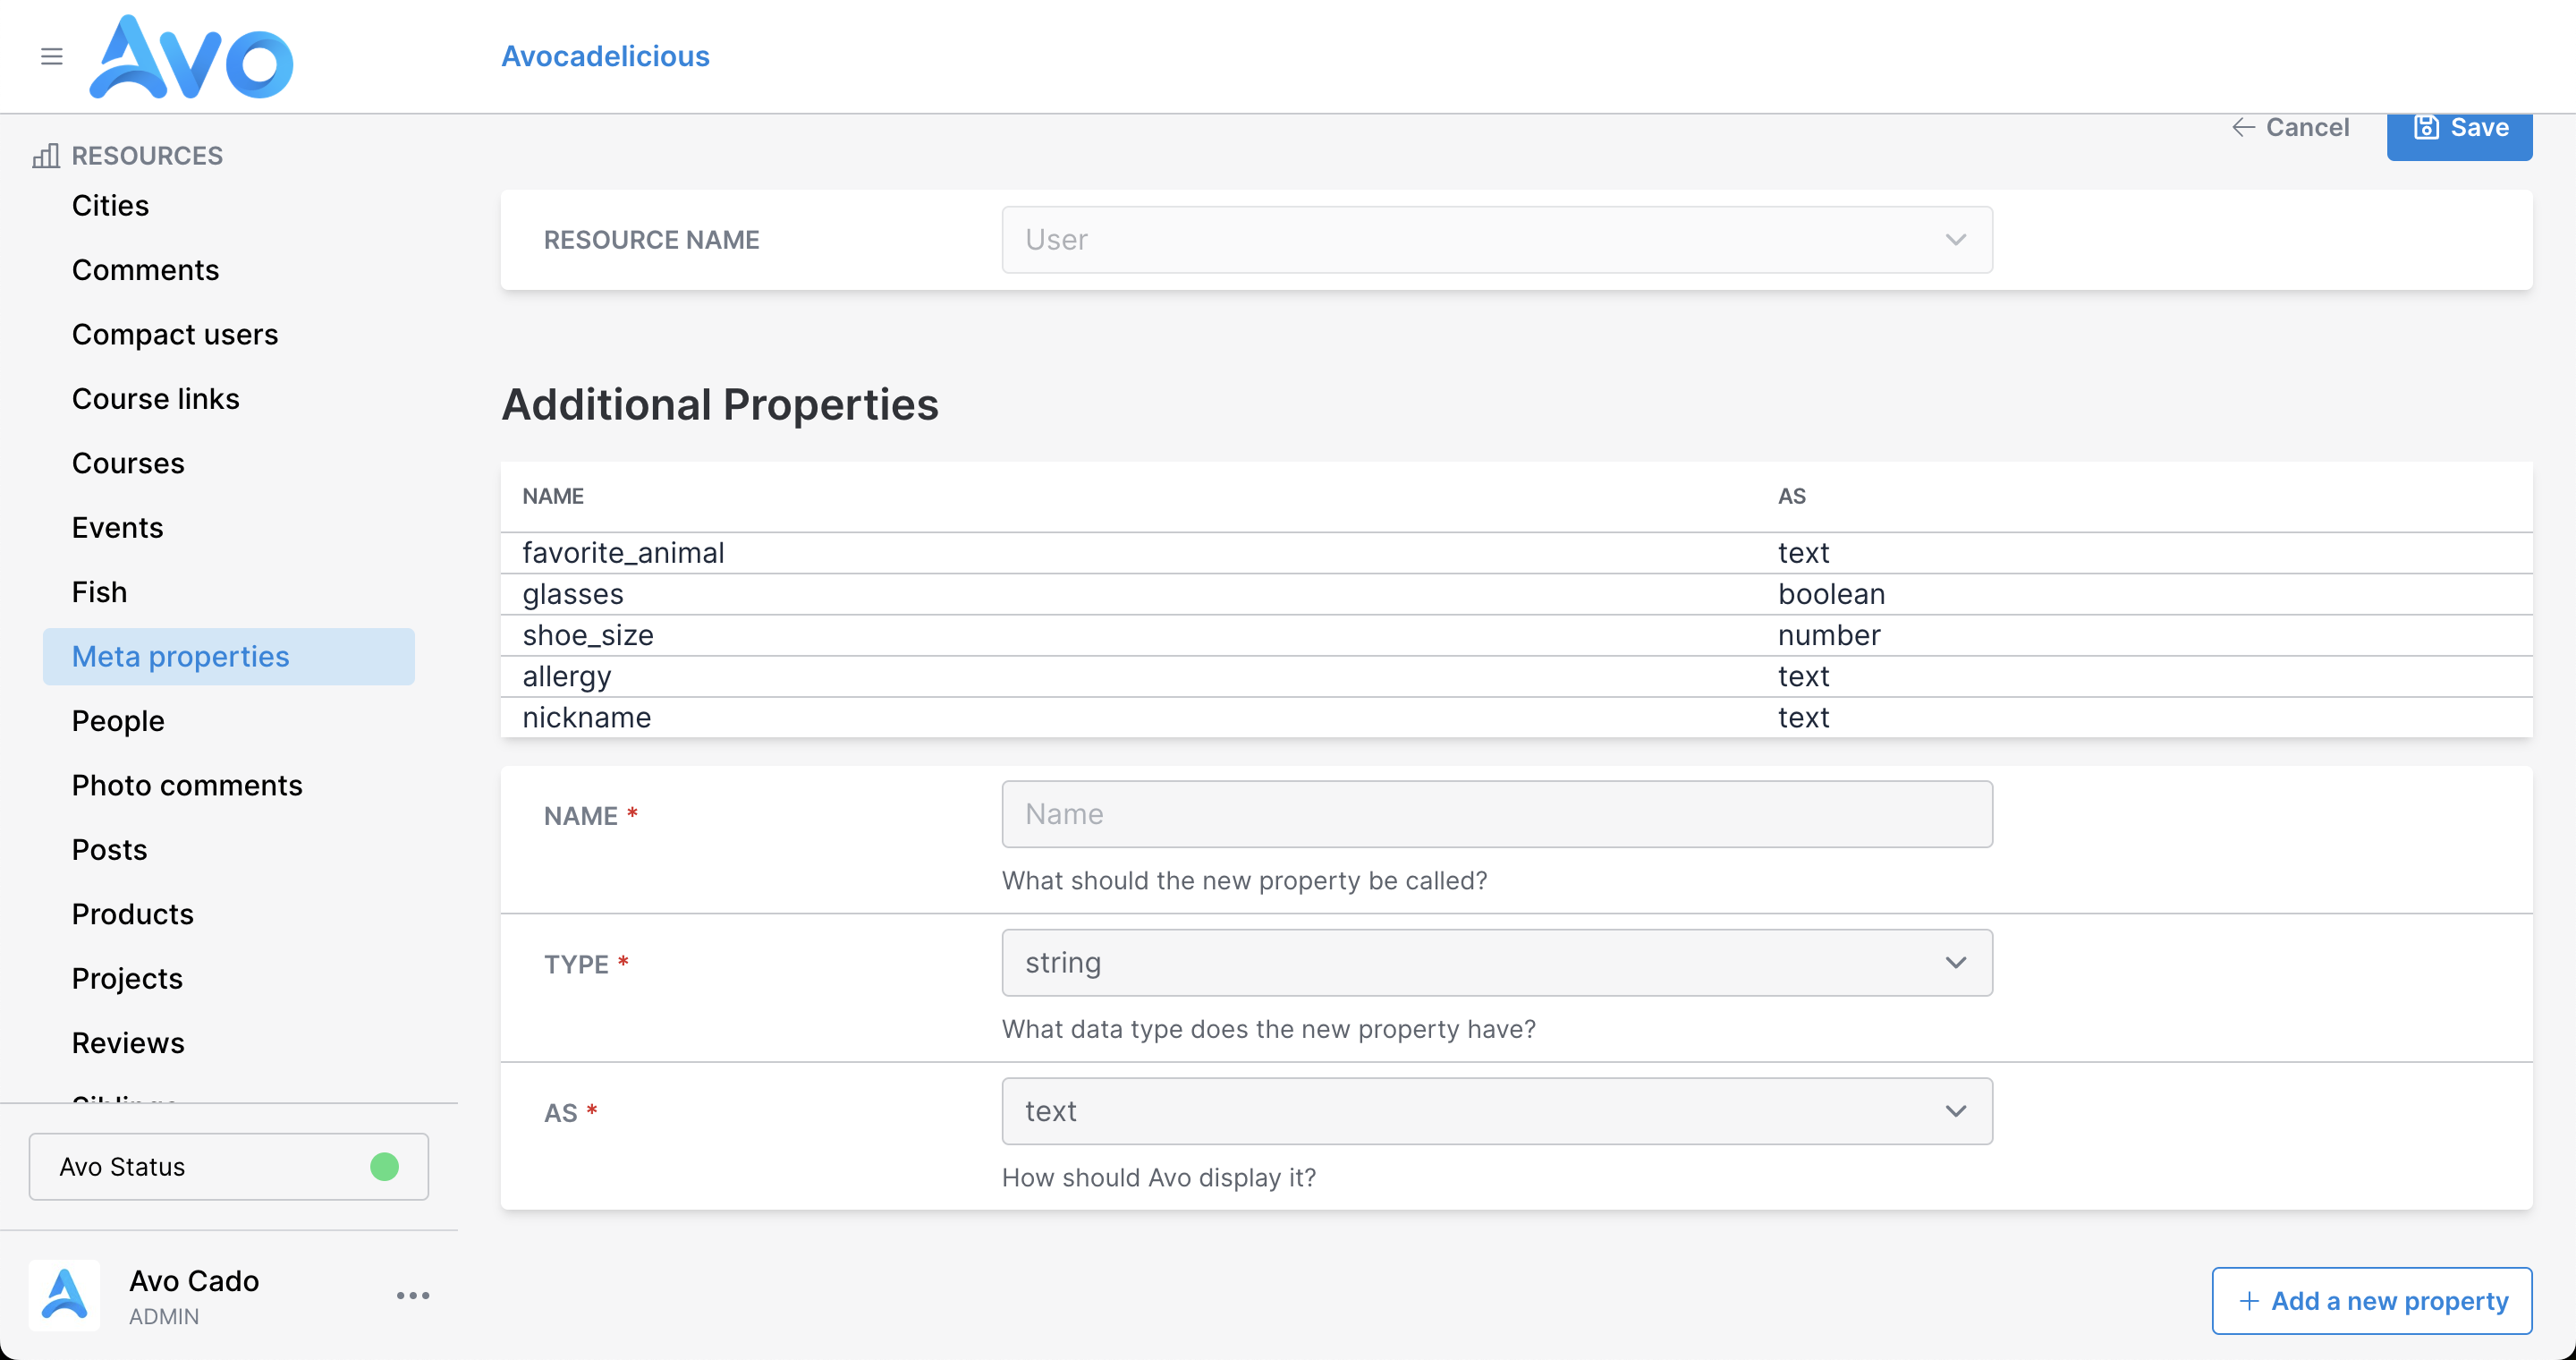 Avo
Avocadelicious
Cancel
Save
RESOURCES
Cities
Comments
Compact users
Course links
Courses
Events
Fish
Meta properties
People
Photo comments
Posts
Products
Projects
Reviews
Avo Status
Avo Cado
ADMIN
RESOURCE NAME
User
Additional Properties
NAME AS
favorite_animal text
glasses boolean
shoe_size number
allergy text
nickname text
NAME *
Name
What should the new property be called?
TYPE *
string
What data type does the new property have?
AS *
text
How should Avo display it?
Add a new property